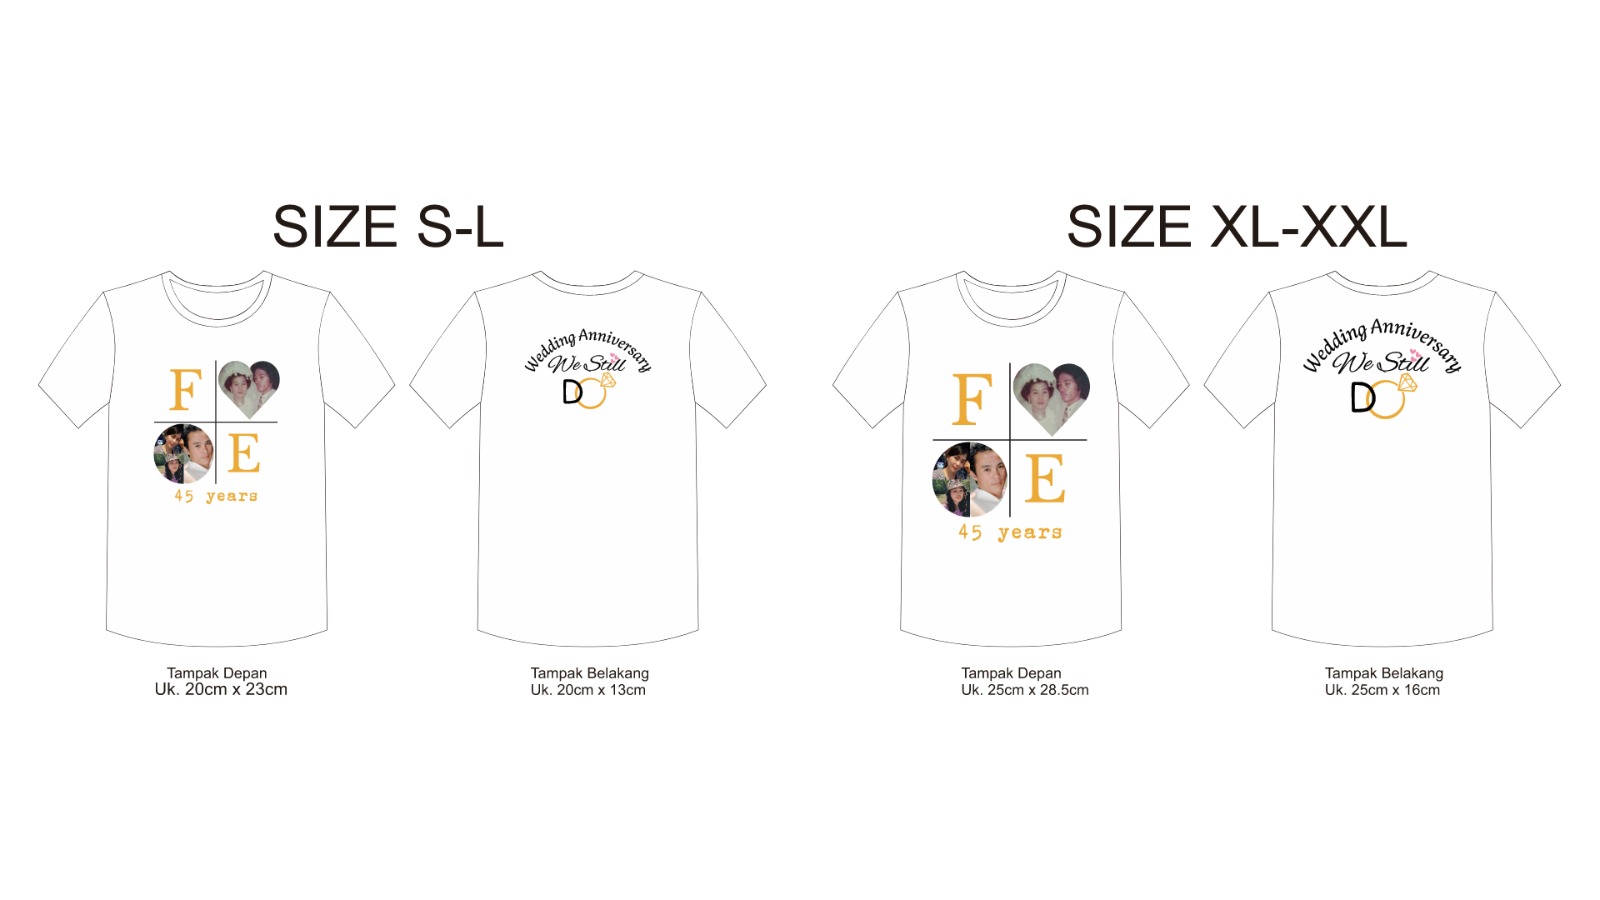 SIZE S-L
F
E
45 years
Tampak Depan
Uk. 20cm x 23cm
Wedding Anniversary
We Still
DO
Tampak Belakang
Uk. 20cm x 13cm
SIZE XL-XXL
F
E
45 years
Tampak Depan
Uk. 25cm x 28.5cm
Wedding Anniversary
We Still
DO
Tampak Belakang
Uk. 25cm x 16cm